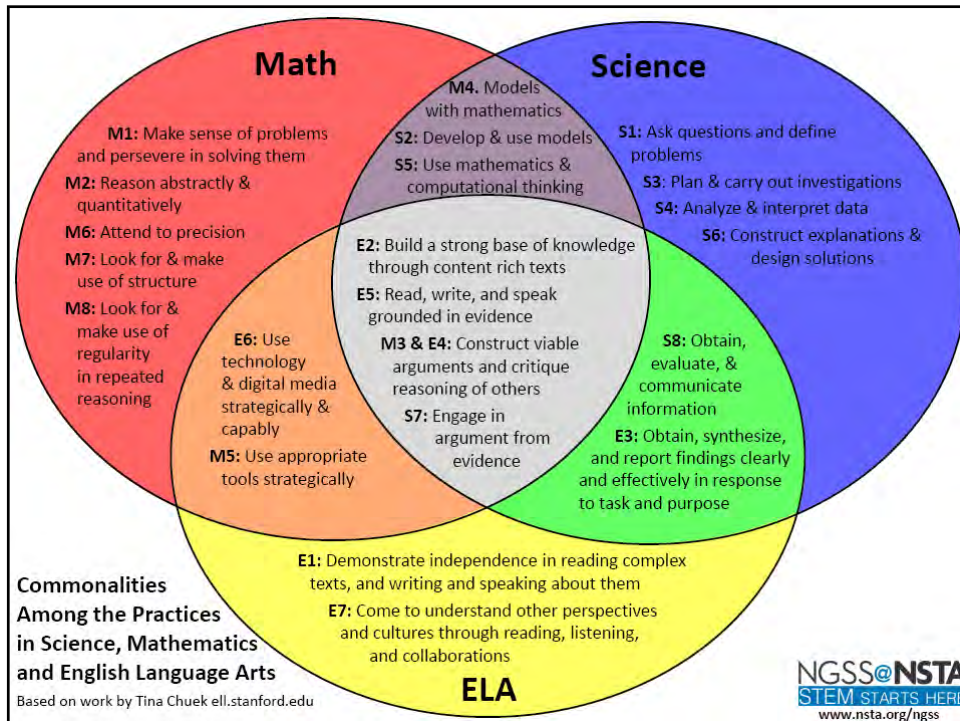 Math
Science
M4. Models
with mathematics
S2: Develop & use models
S5: Use mathematics &
computational thinking
M1: Make sense of problems
and persevere in solving them
M2: Reason abstractly &
quantitatively
M6: Attend to precision
M7: Look for & make
use of structure
M8: Look for &
make use of
regularity
in repeated
reasoning
S1: Ask questions and define
problems
S3: Plan & carry out investigations
S4: Analyze & interpret data
S6: Construct explanations &
design solutions
E2: Build a strong base of knowledge
through content rich texts
E5: Read, write, and speak
grounded in evidence
M3 & E4: Construct viable
arguments and critique
reasoning of others
S7: Engage in
argument from
evidence
E6: Use
technology
& digital media
strategically &
capably
M5: Use appropriate
tools strategically
S8: Obtain,
evaluate, &
communicate
information
E3: Obtain, synthesize,
and report findings clearly
and effectively in response
to task and purpose
E1: Demonstrate independence in reading complex
texts, and writing and speaking about them
E7: Come to understand other perspectives
and cultures through reading, listening,
and collaborations
ELA
Commonalities
Among the Practices
in Science, Mathematics
and English Language Arts
Based on work by Tina Chuek ell.stanford.edu
NGSS@NSTA
STEM STARTS HERE
www.nsta.org/ngss